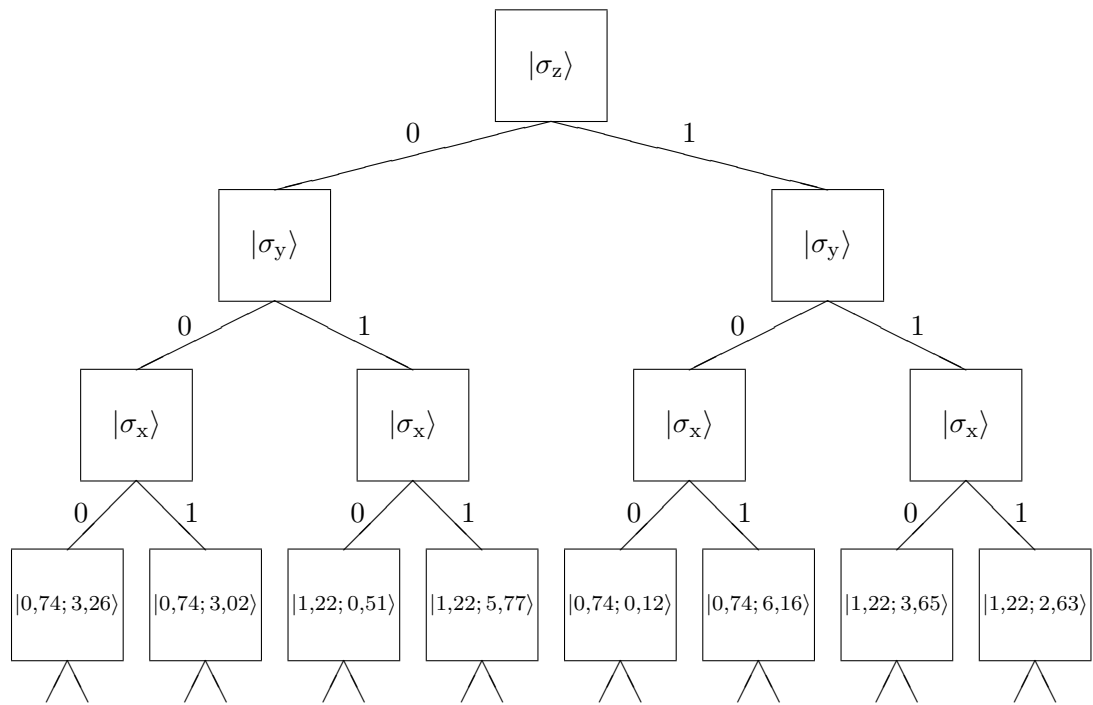 |σz⟩
0 1
|σy⟩ |σy⟩
0 1 0 1
|σx⟩ |σx⟩ |σx⟩ |σx⟩
0 1 0 1 0 1 0 1
|0,74; 3,26⟩ |0,74; 3,02⟩ |1,22; 0,51⟩ |1,22; 5,77⟩ |0,74; 0,12⟩ |0,74; 6,16⟩ |1,22; 3,65⟩ |1,22; 2,63⟩